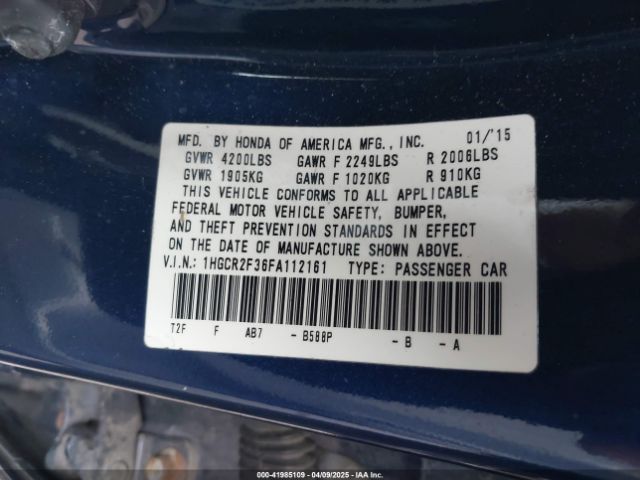 MFD. BY HONDA OF AMERICA MFG., INC. 01/'15
GVWR 4200LBS GAWR F 2249LBS R 2006LBS
GVWR 1905KG GAWR F 1020KG R 910KG
THIS VEHICLE CONFORMS TO ALL APPLICABLE
FEDERAL MOTOR VEHICLE SAFETY, BUMPER,
AND THEFT PREVENTION STANDARDS IN EFFECT
ON THE DATE OF MANUFACTURE SHOWN ABOVE.
V.I.N.: 1HGCR2F36FA112161 TYPE: PASSENGER CAR
T2F F AB7 - B588P - B - A
000-41985109 | 04/09/2025 | IAAI.COM